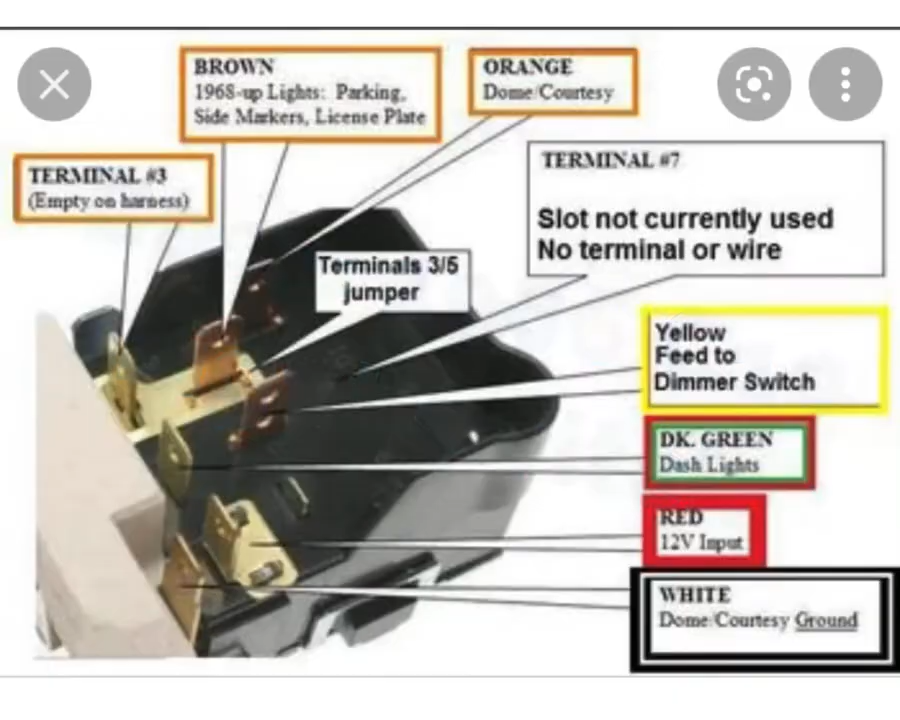 BROWN
1968-up Lights: Parking,
Side Markers, License Plate
ORANGE
Dome/Courtesy
TERMINAL #3
(Empty on harness)
TERMINAL #7
Slot not currently used
No terminal or wire
Terminals 3/5
jumper
Yellow
Feed to
Dimmer Switch
DK. GREEN
Dash Lights
RED
12V Input
WHITE
Dome/Courtesy Ground